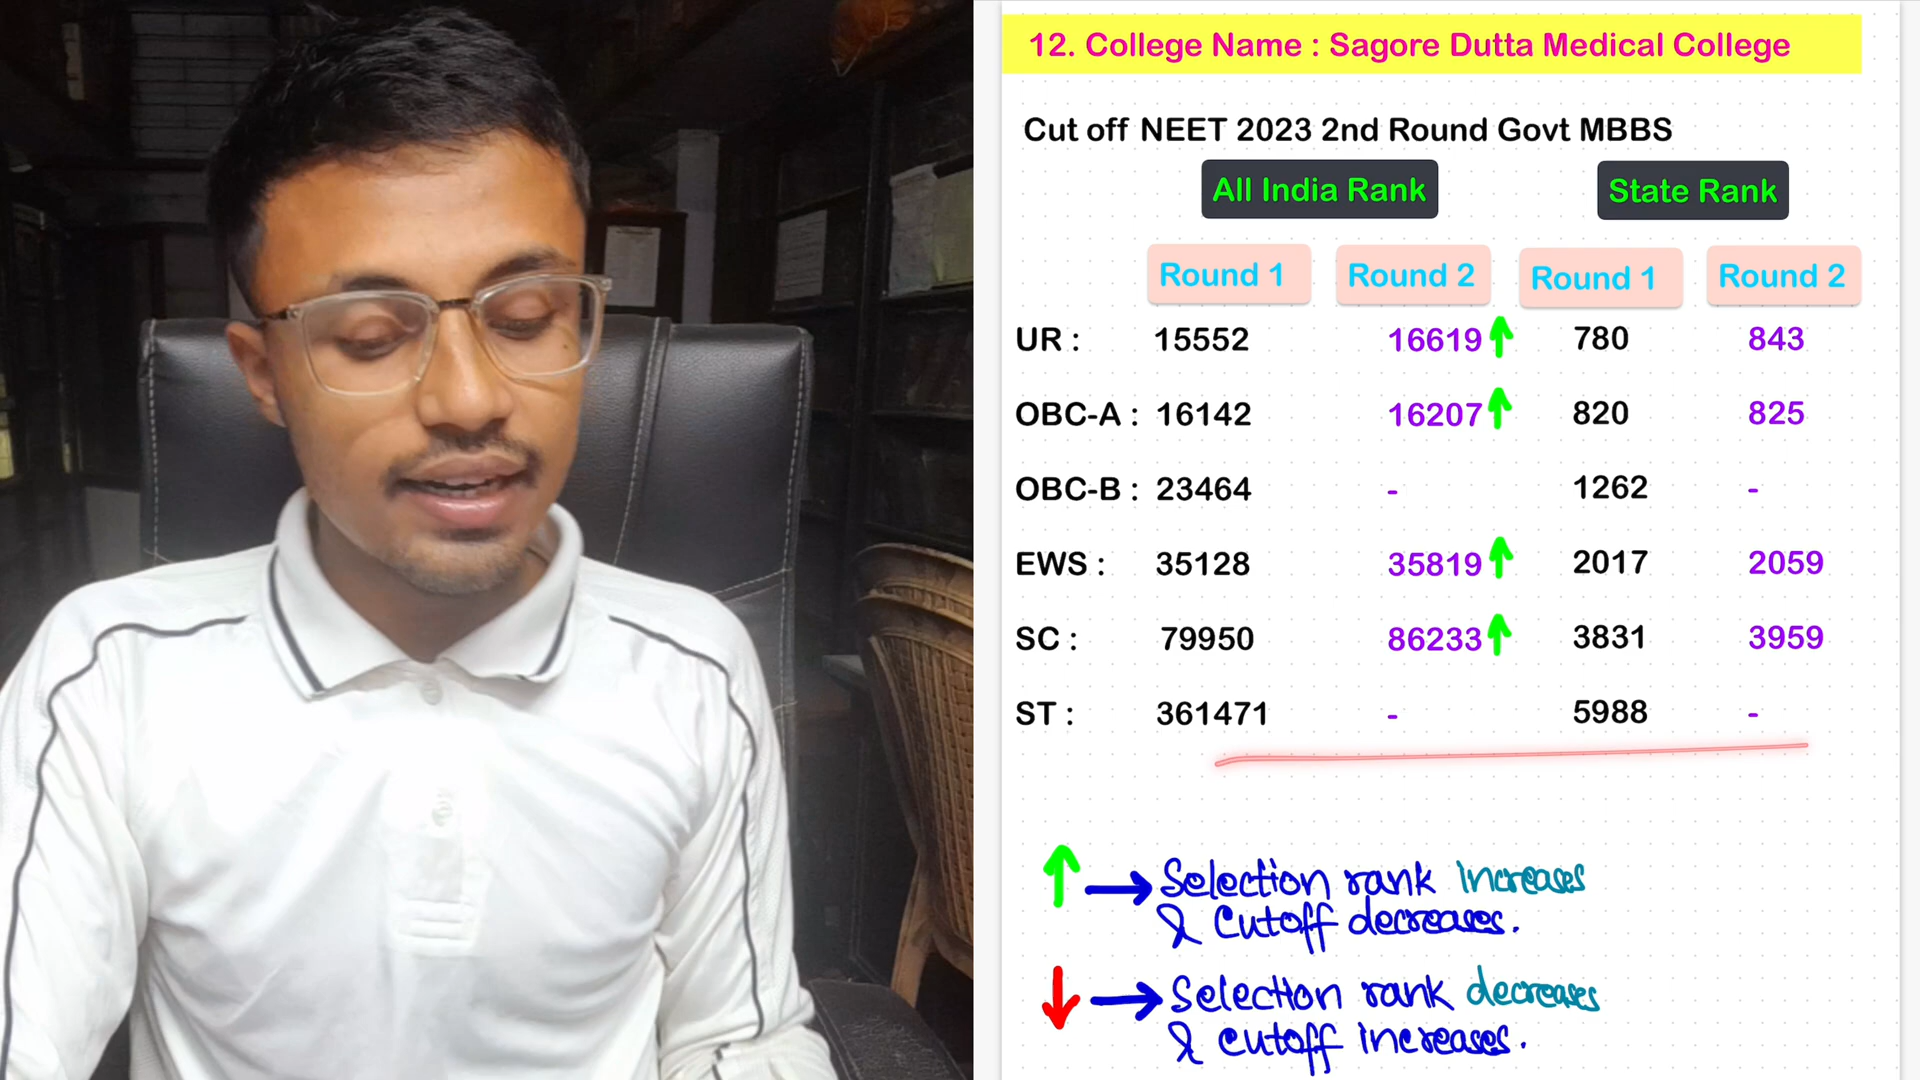 12. College Name : Sagore Dutta Medical College
Cut off NEET 2023 2nd Round Govt MBBS
All India Rank State Rank
Round 1 Round 2 Round 1 Round 2
UR : 15552 16619 780 843
OBC-A : 16142 16207 820 825
OBC-B : 23464 - 1262 -
EWS : 35128 35819 2017 2059
SC : 79950 86233 3831 3959
ST : 361471 - 5988 -
Selection rank increases
& Cutoff decreases.
Selection rank decreases
& cutoff increases.